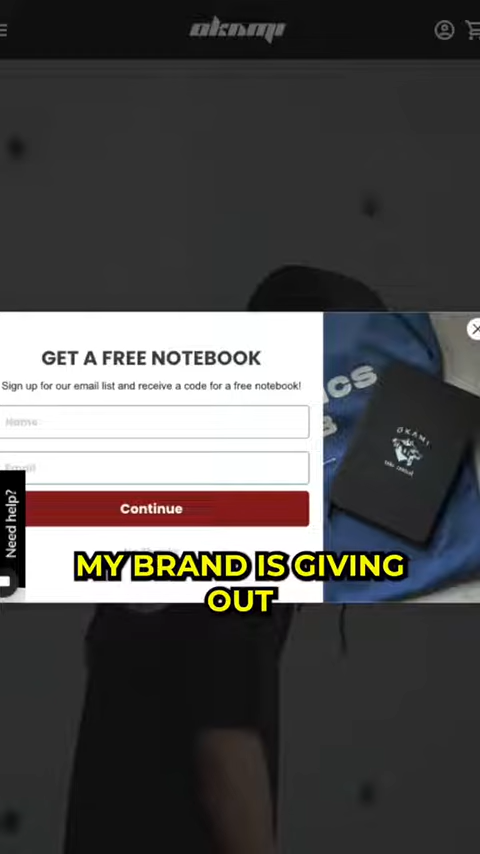 OKAMI
GET A FREE NOTEBOOK
Sign up for our email list and receive a code for a free notebook!
Name
Email
Continue
Need help?
OKAMI
MY BRAND IS GIVING
OUT